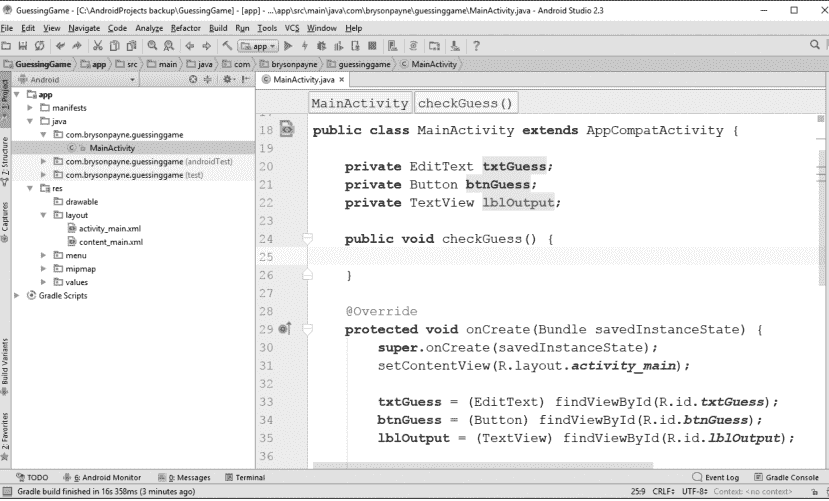 GuessingGame - [C:\AndroidProjects backup\GuessingGame] - [app] - ...\app\src\main\java\com\brysonpayne\guessinggame\MainActivity.java - Android Studio 2.3
File Edit View Navigate Code Analyze Refactor Build Run Tools VCS Window Help
app
GuessingGame app src main java com brysonpayne guessinggame MainActivity
Android
MainActivity.java
1: Project
Z: Structure
Captures
Build Variants
2: Favorites
app
manifests
java
com.brysonpayne.guessinggame
MainActivity
com.brysonpayne.guessinggame (androidTest)
com.brysonpayne.guessinggame (test)
res
drawable
layout
activity_main.xml
content_main.xml
menu
mipmap
values
Gradle Scripts
MainActivity checkGuess()
18 public class MainActivity extends AppCompatActivity {
19
20 private EditText txtGuess;
21 private Button btnGuess;
22 private TextView lblOutput;
23
24 public void checkGuess() {
25
26 }
27
28 @Override
29 protected void onCreate(Bundle savedInstanceState) {
30 super.onCreate(savedInstanceState);
31 setContentView(R.layout.activity_main);
32
33 txtGuess = (EditText) findViewById(R.id.txtGuess);
34 btnGuess = (Button) findViewById(R.id.btnGuess);
35 lblOutput = (TextView) findViewById(R.id.lblOutput);
36
TODO 6: Android Monitor 0: Messages Terminal Event Log Gradle Console
Gradle build finished in 16s 358ms (3 minutes ago) 25:9 CRLF UTF-8 Context: <no context>